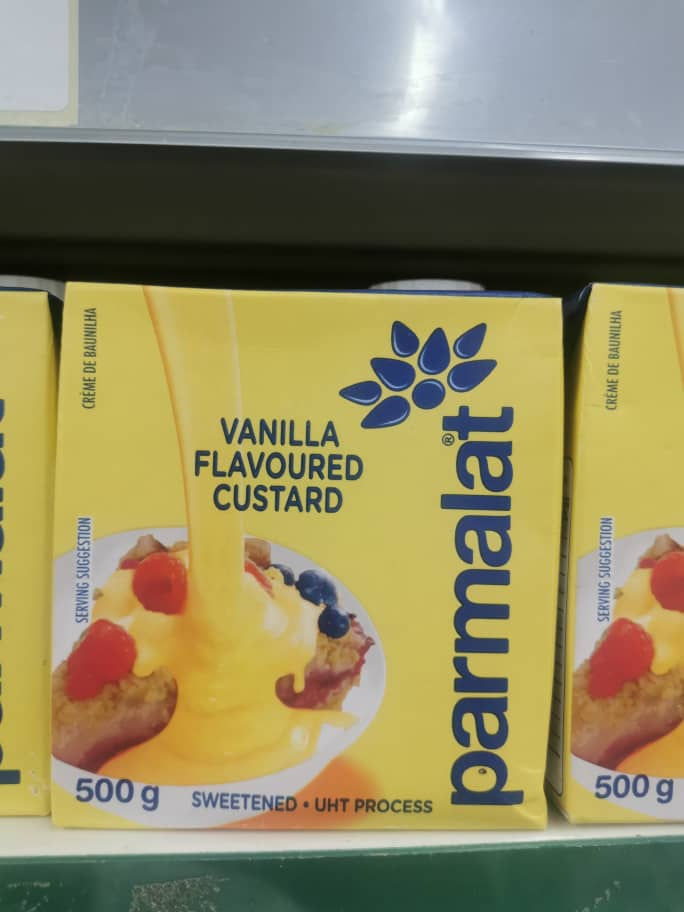 CRÈME DE BAUNILHA
VANILLA
FLAVOURED
CUSTARD
parmalat®
SERVING SUGGESTION
500 g
SWEETENED • UHT PROCESS
CRÈME DE BAUNILHA
SERVING SUGGESTION
500 g